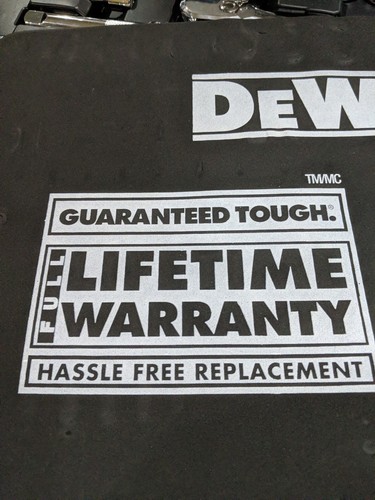 DEW
TM/MC
GUARANTEED TOUGH.®
FULL
LIFETIME
WARRANTY
HASSLE FREE REPLACEMENT